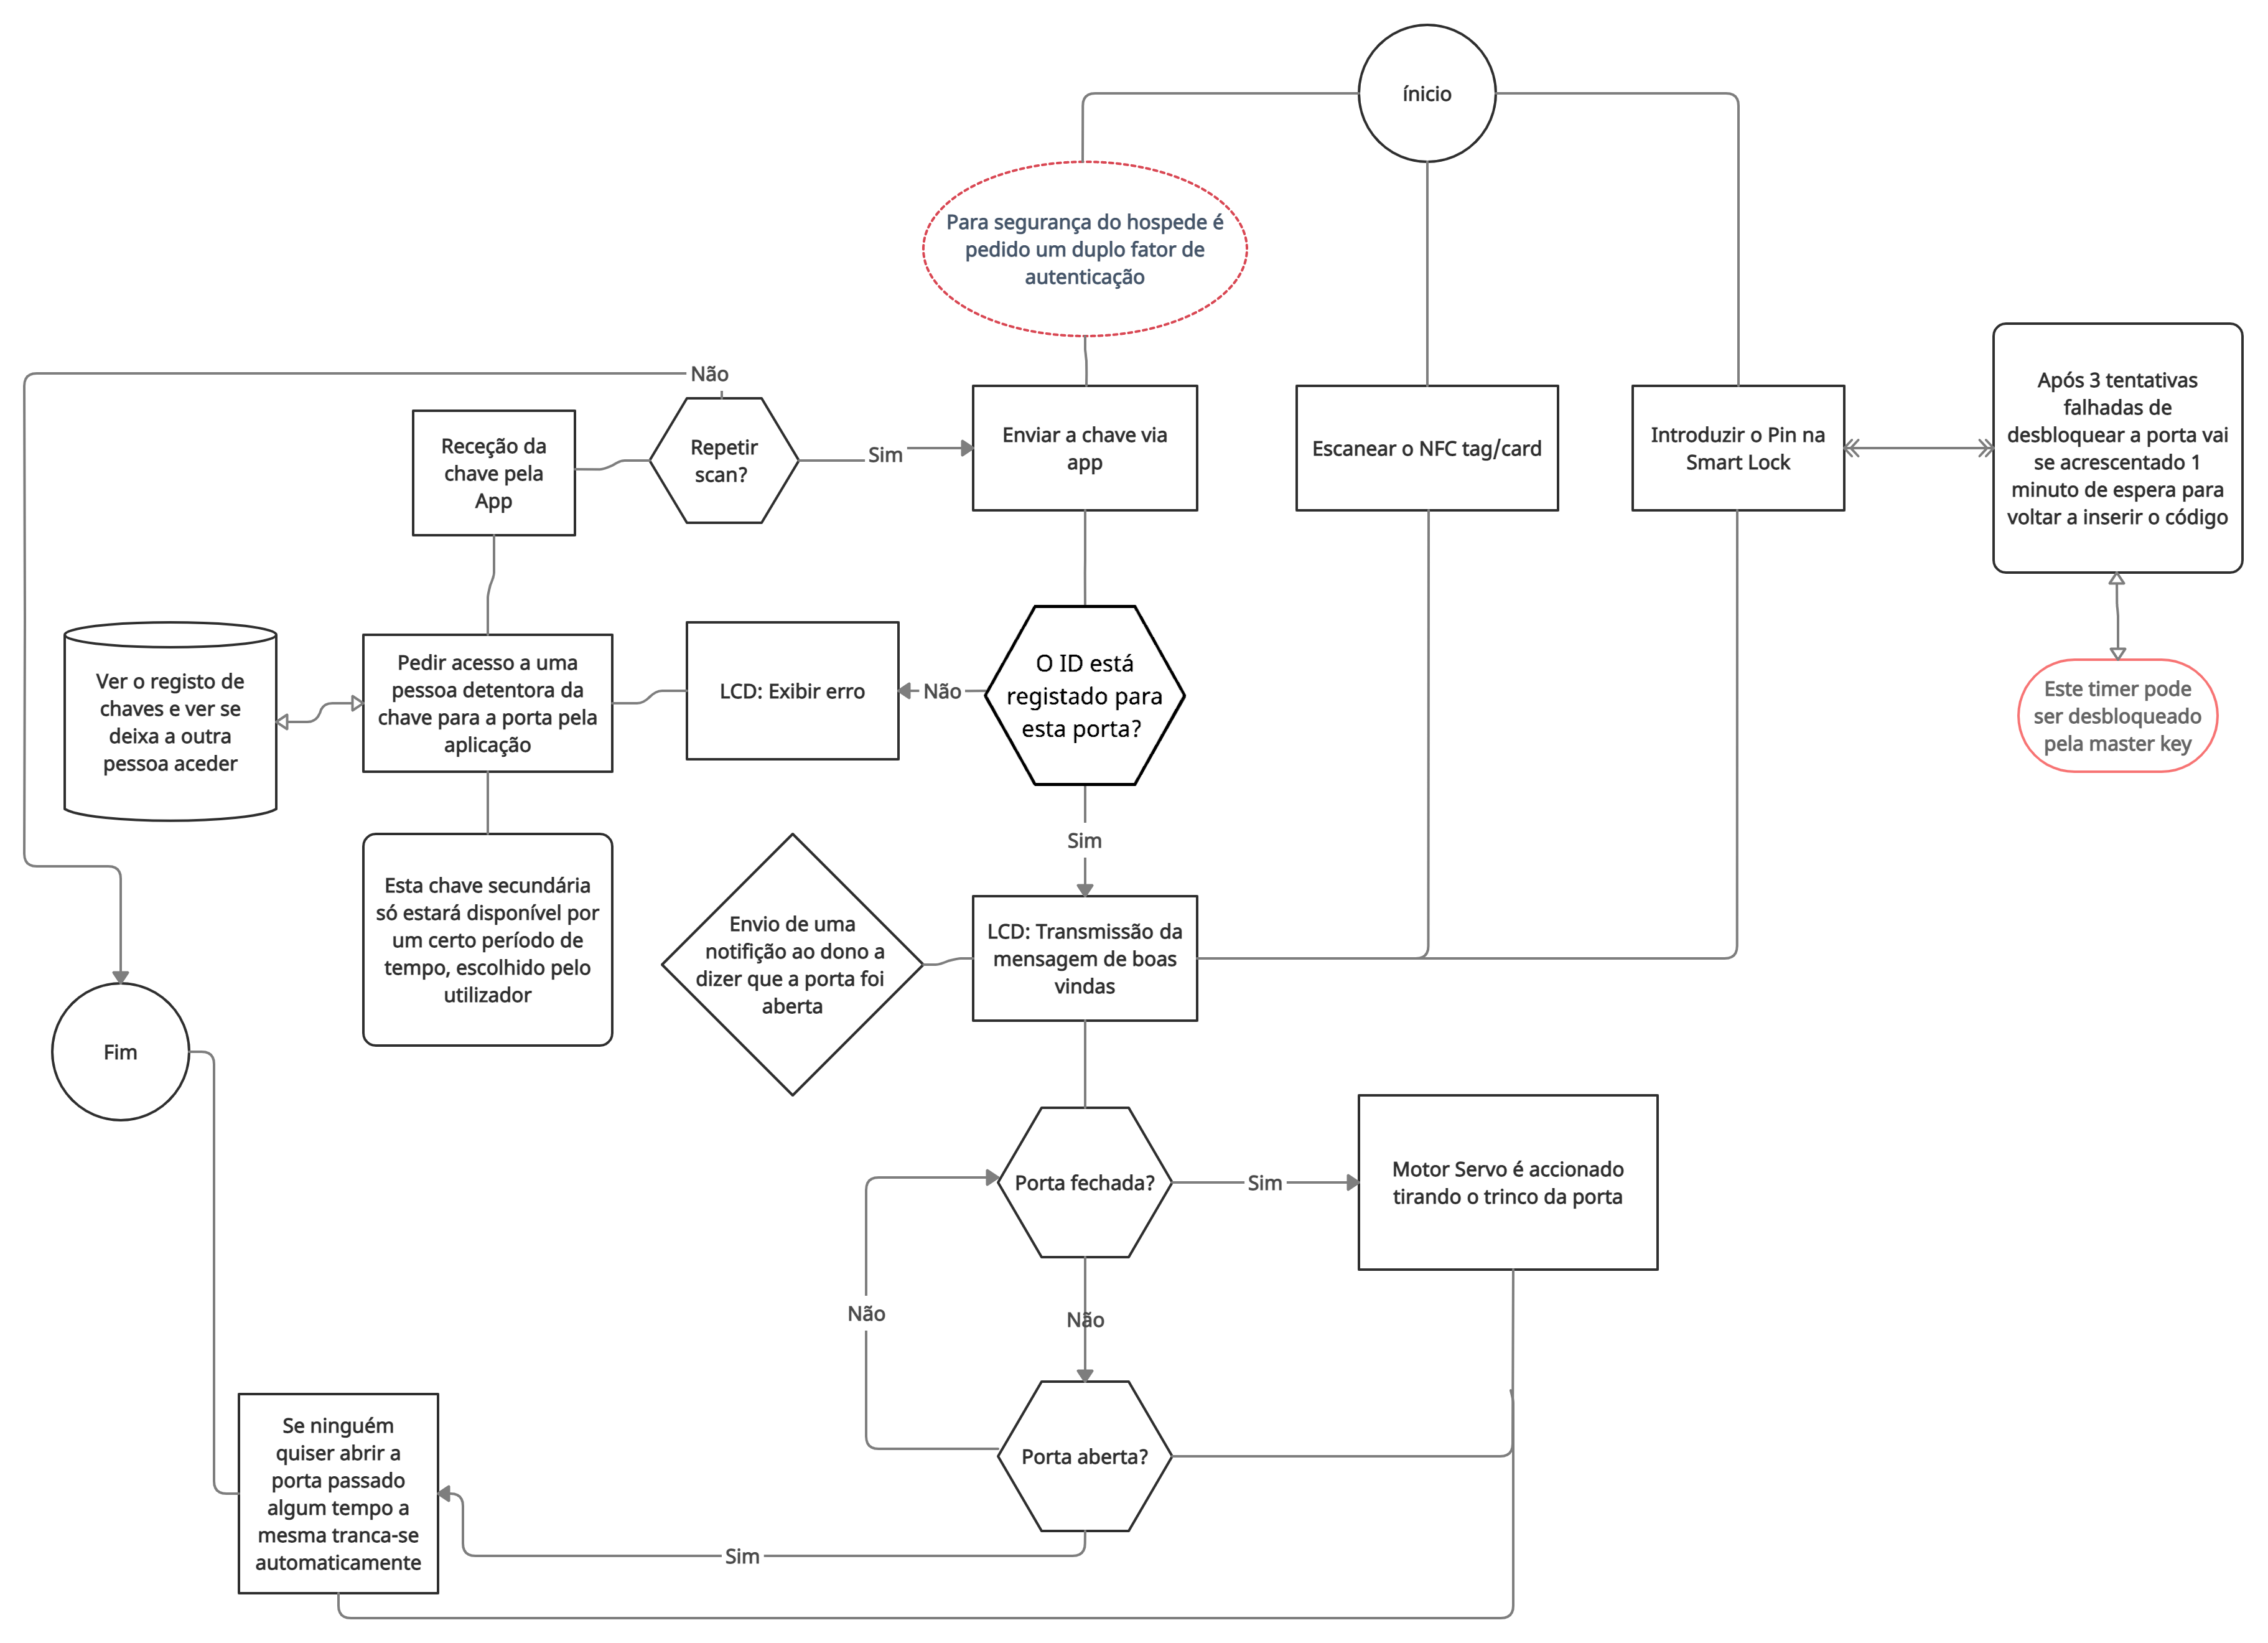 ínicio
Para segurança do hospede é
pedido um duplo fator de
autenticação
Não
Receção da
chave pela
App
Repetir
scan?
Sim
Enviar a chave via
app
Escanear o NFC tag/card
Introduzir o Pin na
Smart Lock
Após 3 tentativas
falhadas de
desbloquear a porta vai
se acrescentado 1
minuto de espera para
voltar a inserir o código
Ver o registo de
chaves e ver se
deixa a outra
pessoa aceder
Pedir acesso a uma
pessoa detentora da
chave para a porta pela
aplicação
LCD: Exibir erro
Não
O ID está
registado para
esta porta?
Este timer pode
ser desbloqueado
pela master key
Sim
Esta chave secundária
só estará disponível por
um certo período de
tempo, escolhido pelo
utilizador
Envio de uma
notifição ao dono a
dizer que a porta foi
aberta
LCD: Transmissão da
mensagem de boas
vindas
Fim
Porta fechada?
Sim
Motor Servo é accionado
tirando o trinco da porta
Não
Não
Porta aberta?
Se ninguém
quiser abrir a
porta passado
algum tempo a
mesma tranca-se
automaticamente
Sim